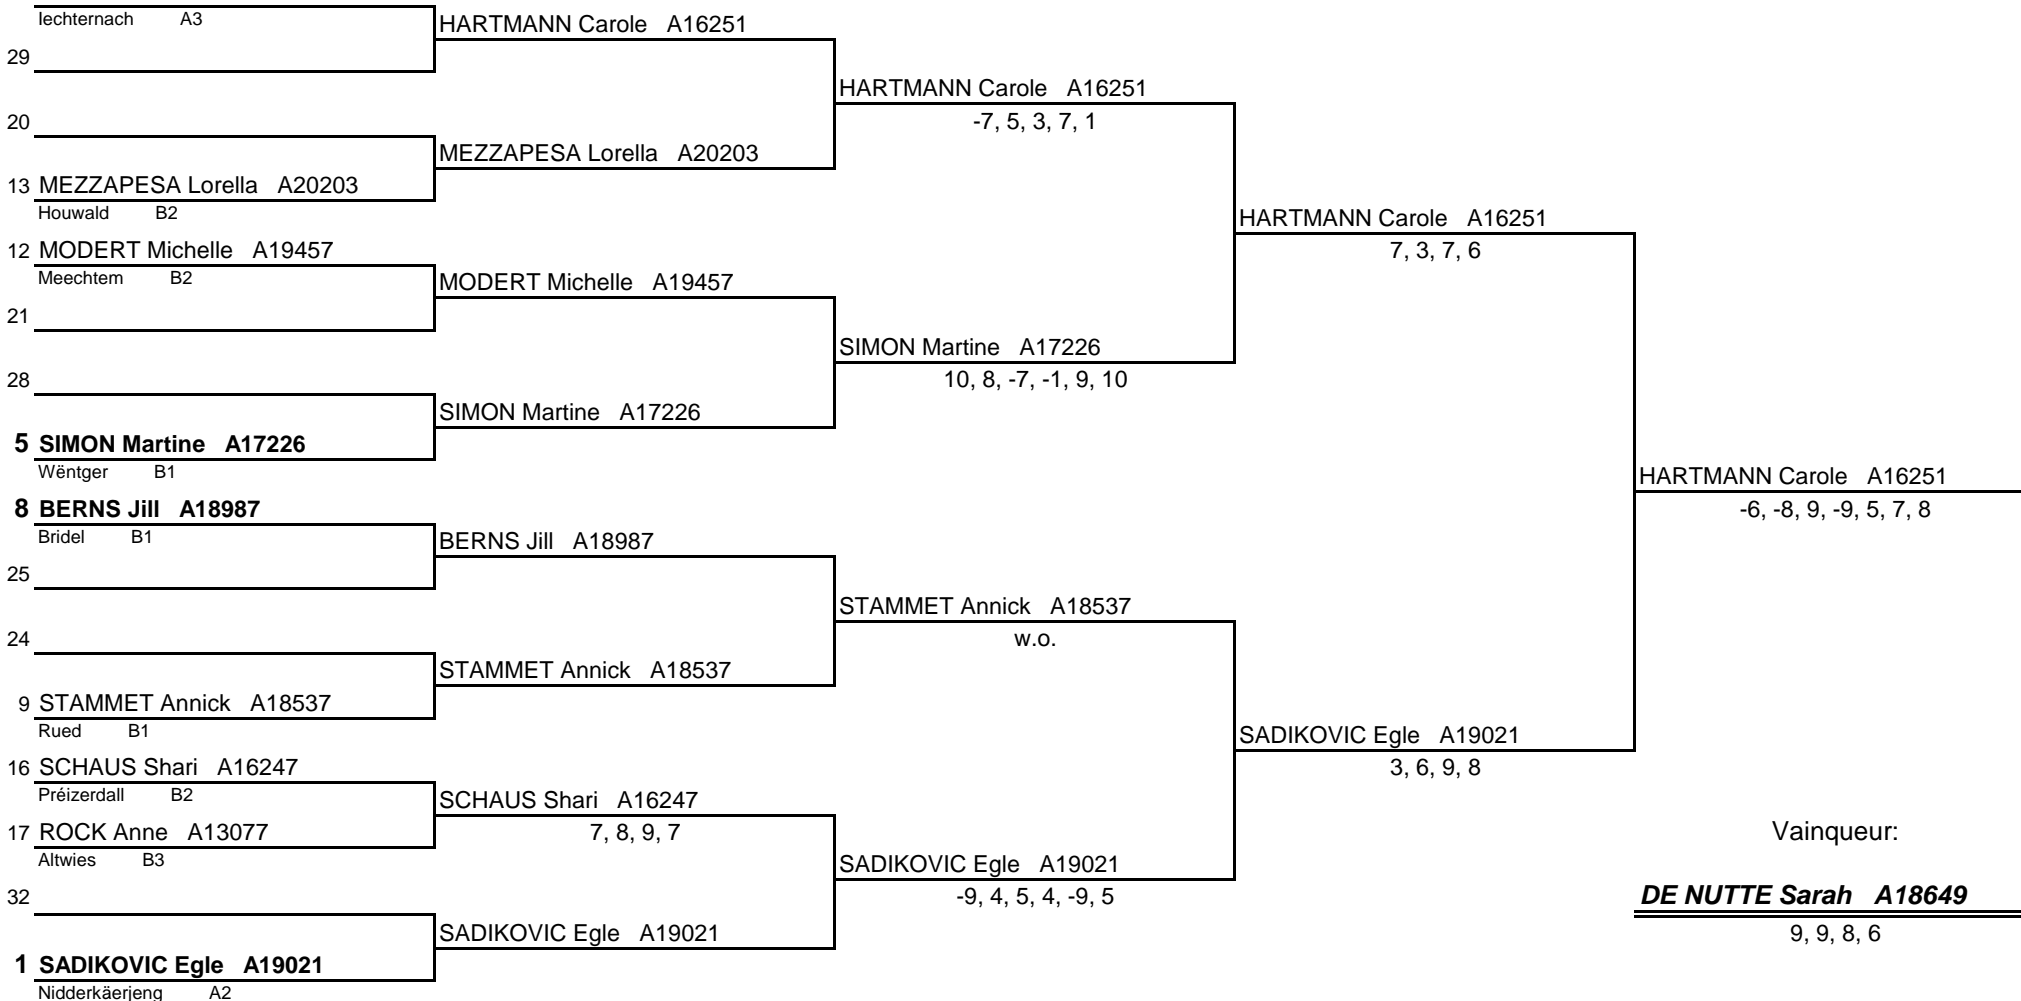 Iechternach A3
HARTMANN Carole A16251
29
HARTMANN Carole A16251
-7, 5, 3, 7, 1
20
MEZZAPESA Lorella A20203
13 MEZZAPESA Lorella A20203
Houwald B2
HARTMANN Carole A16251
7, 3, 7, 6
12 MODERT Michelle A19457
Meechtem B2
MODERT Michelle A19457
21
SIMON Martine A17226
10, 8, -7, -1, 9, 10
28
SIMON Martine A17226
5 SIMON Martine A17226
Wëntger B1
HARTMANN Carole A16251
-6, -8, 9, -9, 5, 7, 8
8 BERNS Jill A18987
Bridel B1
BERNS Jill A18987
25
STAMMET Annick A18537
w.o.
24
STAMMET Annick A18537
9 STAMMET Annick A18537
Rued B1
SADIKOVIC Egle A19021
3, 6, 9, 8
16 SCHAUS Shari A16247
Préizerdall B2
SCHAUS Shari A16247
7, 8, 9, 7
17 ROCK Anne A13077
Altwies B3
SADIKOVIC Egle A19021
-9, 4, 5, 4, -9, 5
32
SADIKOVIC Egle A19021
1 SADIKOVIC Egle A19021
Nidderkäerjeng A2
Vainqueur:
DE NUTTE Sarah A18649
9, 9, 8, 6